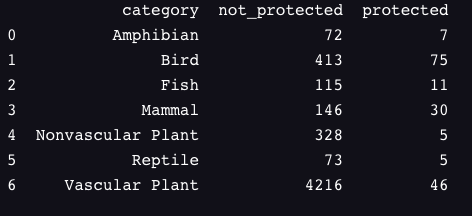 category not_protected protected
0 Amphibian 72 7
1 Bird 413 75
2 Fish 115 11
3 Mammal 146 30
4 Nonvascular Plant 328 5
5 Reptile 73 5
6 Vascular Plant 4216 46